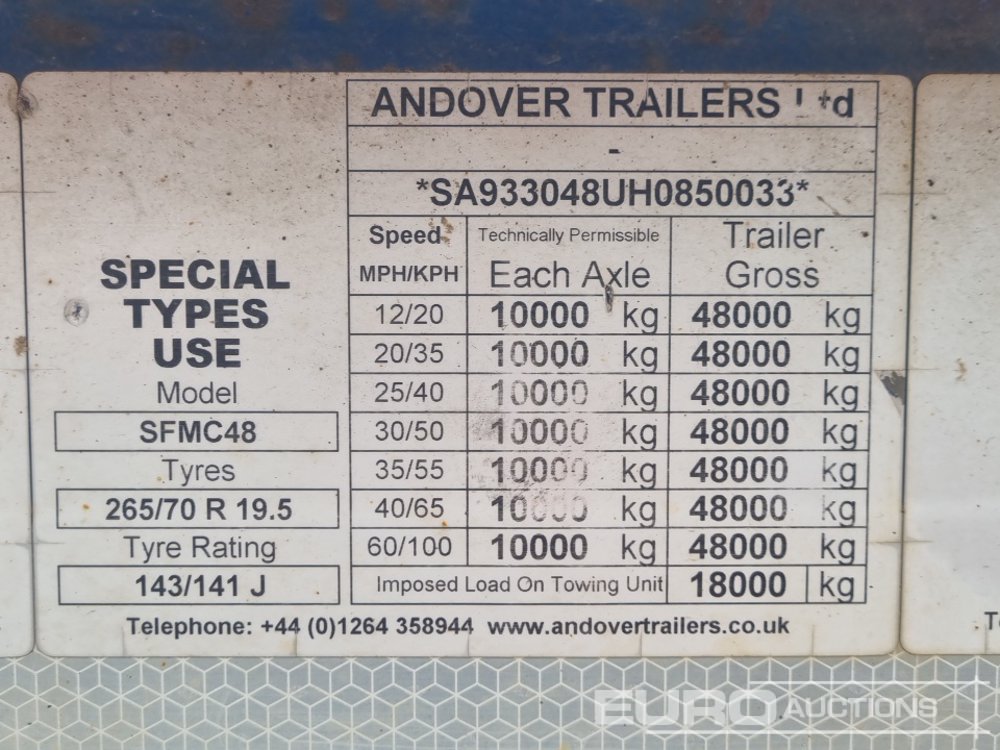 ANDOVER TRAILERS Ltd
-
*SA933048UH0850033*
SPECIAL
TYPES
USE
Model
SFMC48
Tyres
265/70 R 19.5
Tyre Rating
143/141 J
Speed MPH/KPH Technically Permissible Each Axle Trailer Gross
12/20 10000 kg 48000 kg
20/35 10000 kg 48000 kg
25/40 10000 kg 48000 kg
30/50 10000 kg 48000 kg
35/55 10000 kg 48000 kg
40/65 10000 kg 48000 kg
60/100 10000 kg 48000 kg
Imposed Load On Towing Unit 18000 kg
Telephone: +44 (0)1264 358944 www.andovertrailers.co.uk
EURO AUCTIONS